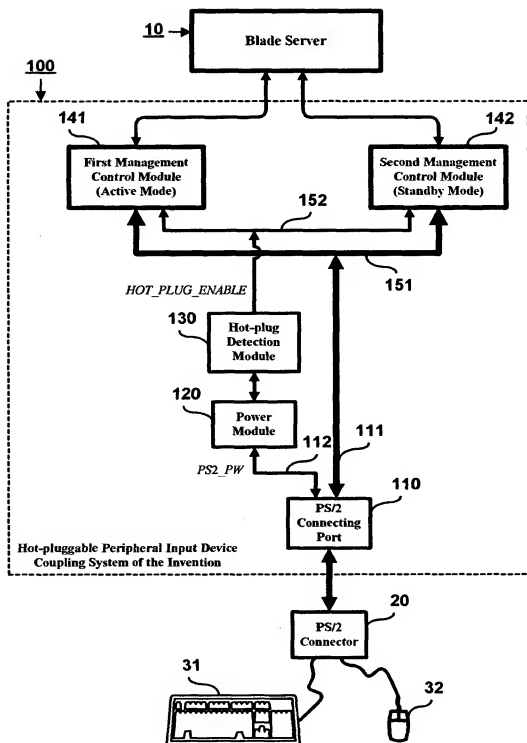 10
Blade Server
100
141
142
First Management
Control Module
(Active Mode)
Second Management
Control Module
(Standby Mode)
152
151
HOT_PLUG_ENABLE
130
Hot-plug
Detection
Module
120
Power
Module
112
111
PS2_PW
110
PS/2
Connecting
Port
Hot-pluggable Peripheral Input Device
Coupling System of the Invention
20
PS/2
Connector
31
32